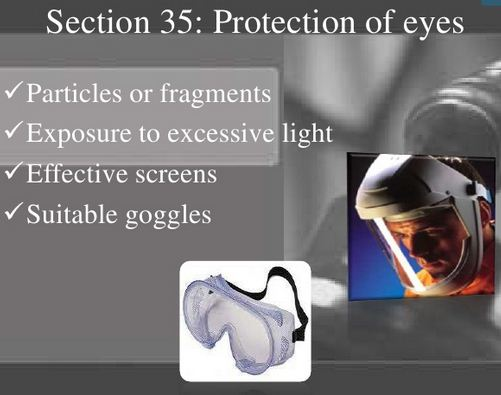 Section 35: Protection of eyes
✓Particles or fragments
✓Exposure to excessive light
✓Effective screens
✓Suitable goggles